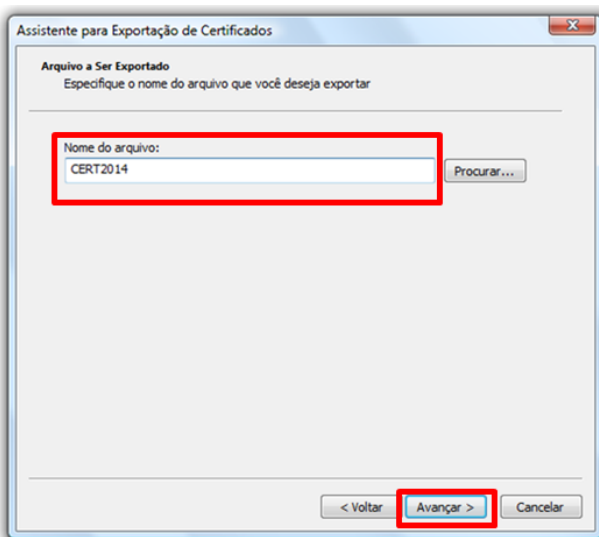 Assistente para Exportação de Certificados
Arquivo a Ser Exportado
Especifique o nome do arquivo que você deseja exportar
Nome do arquivo:
CERT2014
Procurar...
< Voltar
Avançar >
Cancelar